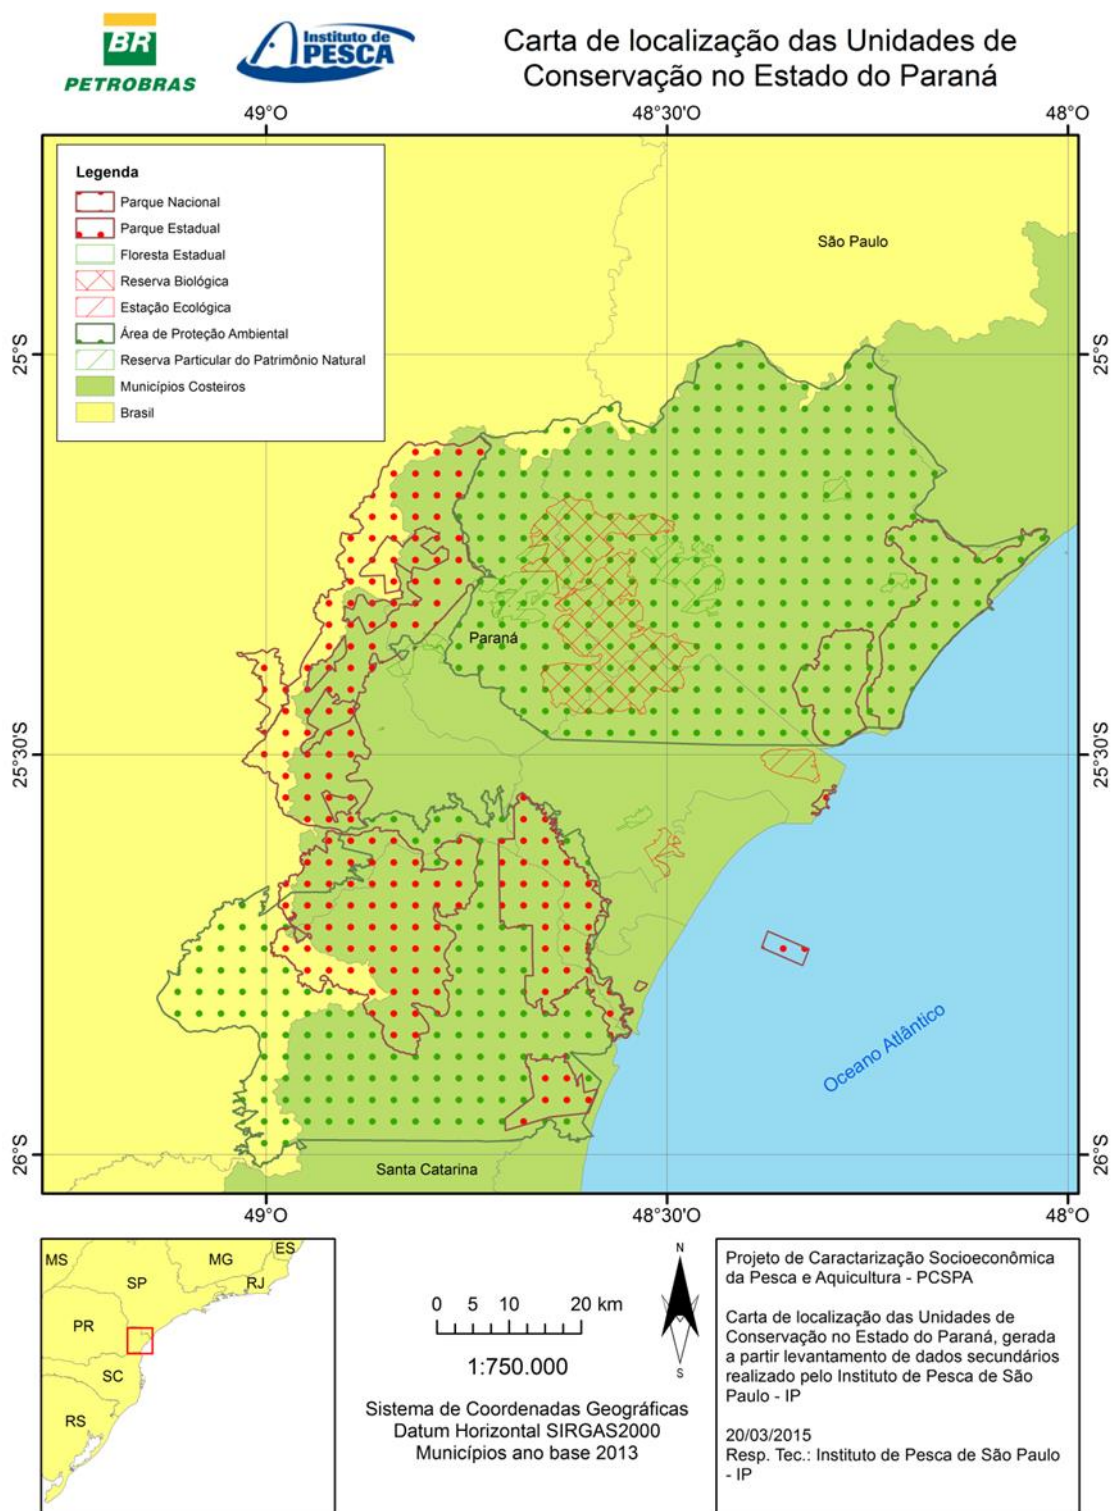 BR
PETROBRAS
Instituto de
PESCA
Carta de localização das Unidades de
Conservação no Estado do Paraná
49°O
48°30'O
48°O
Legenda
Parque Nacional
Parque Estadual
Floresta Estadual
Reserva Biológica
Estação Ecológica
Área de Proteção Ambiental
Reserva Particular do Patrimônio Natural
Municípios Costeiros
Brasil
São Paulo
25°S
25°S
Paraná
25°30'S
25°30'S
Oceano Atlântico
26°S
26°S
Santa Catarina
49°O
48°30'O
48°O
MS
MG
ES
SP
RJ
PR
SC
RS
0 5 10 20 km
1:750.000
Sistema de Coordenadas Geográficas
Datum Horizontal SIRGAS2000
Municípios ano base 2013
N
S
Projeto de Caractarização Socioeconômica
da Pesca e Aquicultura - PCSPA
Carta de localização das Unidades de
Conservação no Estado do Paraná, gerada
a partir levantamento de dados secundários
realizado pelo Instituto de Pesca de São
Paulo - IP
20/03/2015
Resp. Tec.: Instituto de Pesca de São Paulo
- IP